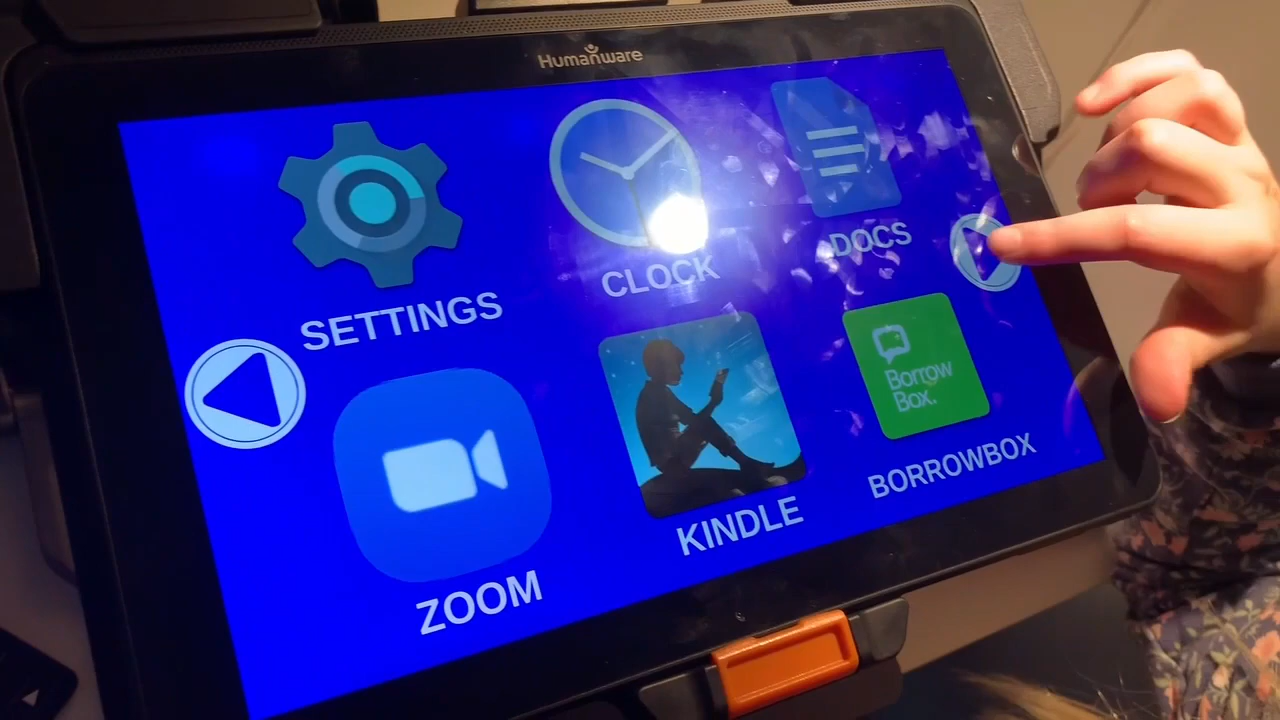 Humanware
SETTINGS
CLOCK
DOCS
ZOOM
KINDLE
Borrow
Box.
BORROWBOX